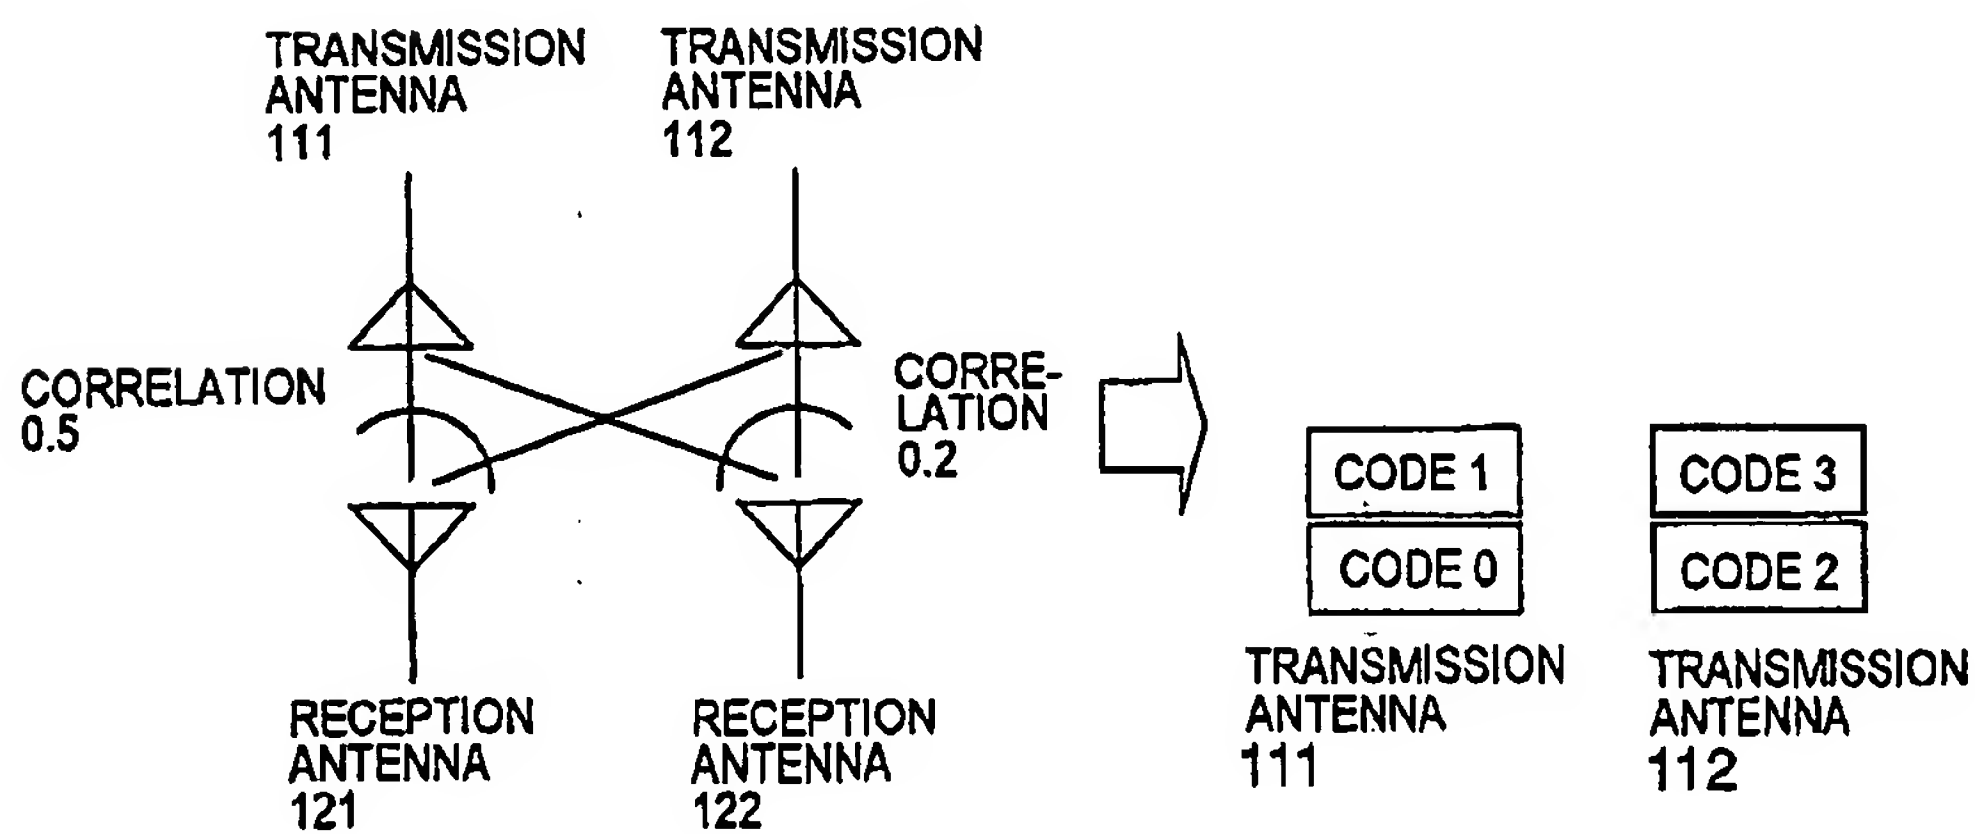 TRANSMISSION
ANTENNA
111
TRANSMISSION
ANTENNA
112
CORRELATION
0.5
CORRE-
LATION
0.2
RECEPTION
ANTENNA
121
RECEPTION
ANTENNA
122
CODE 1
CODE 0
TRANSMISSION
ANTENNA
111
CODE 3
CODE 2
TRANSMISSION
ANTENNA
112